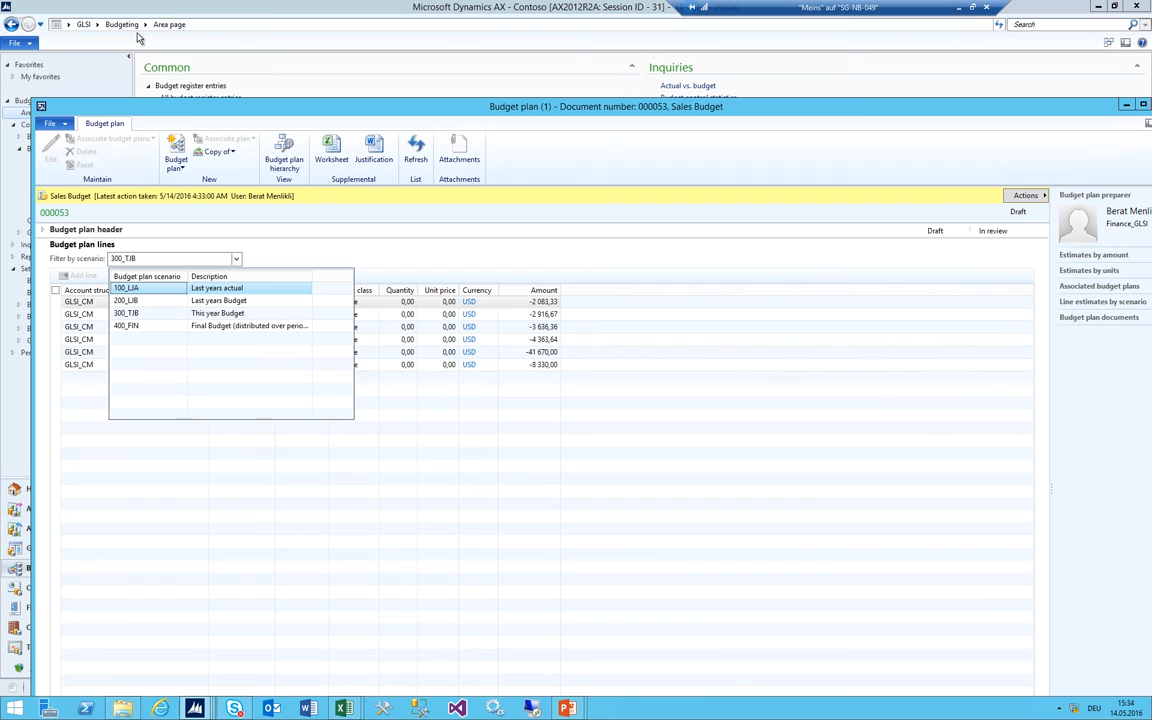 Microsoft Dynamics AX - Contoso [AX2012R2A: Session ID - 31]
"Meins" auf "SG-NB-049"
GLSI
Budgeting
Area page
Search
File
Favorites
My favorites
Common
Inquiries
Budget register entries
Actual vs. budget
Budget plan (1) - Document number: 000053, Sales Budget
File
Budget plan
Edit
Associate budget plans
Delete
Reset
Maintain
Budget plan
Associate plan
Copy of
New
Budget plan hierarchy
View
Worksheet
Justification
Supplemental
Refresh
List
Attachments
Attachments
Sales Budget [Latest action taken: 5/14/2016 4:33:00 AM User: Berat Menlikli]
Actions
000053
Draft
Budget plan header
Draft
In review
Budget plan lines
Filter by scenario: 300_TJB
Add line
Budget plan scenario Description
100_LJA Last years actual
200_LJB Last years Budget
300_TJB This year Budget
400_FIN Final Budget (distributed over perio...
Account struc class Quantity Unit price Currency Amount
GLSI_CM e 0,00 0,00 USD -2 083,33
GLSI_CM 0,00 0,00 USD -2 916,67
GLSI_CM e 0,00 0,00 USD -3 636,36
GLSI_CM e 0,00 0,00 USD -4 363,64
GLSI_CM e 0,00 0,00 USD -41 670,00
GLSI_CM e 0,00 0,00 USD -8 330,00
Budget plan preparer
Berat Menlikli
Finance_GLSI
Estimates by amount
Estimates by units
Associated budget plans
Line estimates by scenario
Budget plan documents
DEU
15:34
14.05.2016